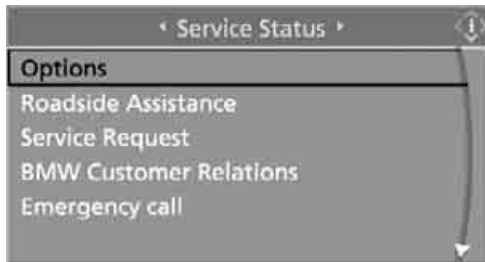 Service Status
Options
Roadside Assistance
Service Request
BMW Customer Relations
Emergency call